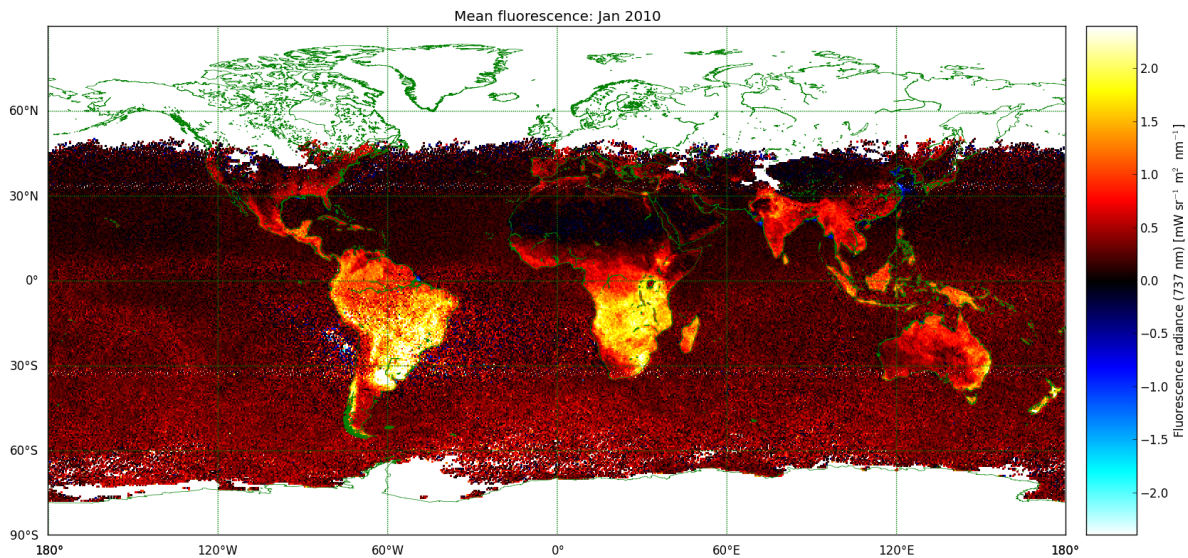 Mean fluorescence: Jan 2010
60°N
30°N
0°
30°S
60°S
90°S
180°
120°W
60°W
0°
60°E
120°E
180°
2.0
1.5
1.0
0.5
0.0
−0.5
−1.0
−1.5
−2.0
Fluorescence radiance (737 nm) [mW sr⁻¹ m² nm⁻¹]